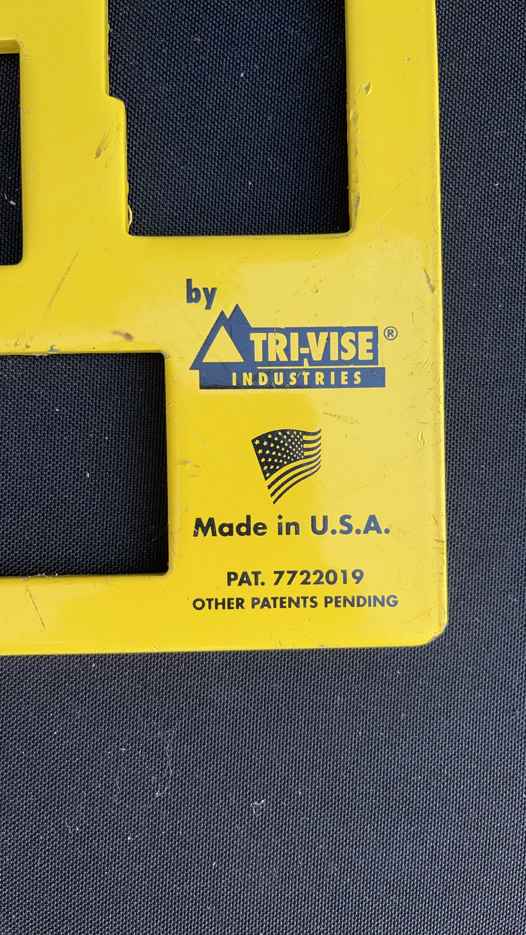 by
TRI-VISE®
INDUSTRIES
Made in U.S.A.
PAT. 7722019
OTHER PATENTS PENDING